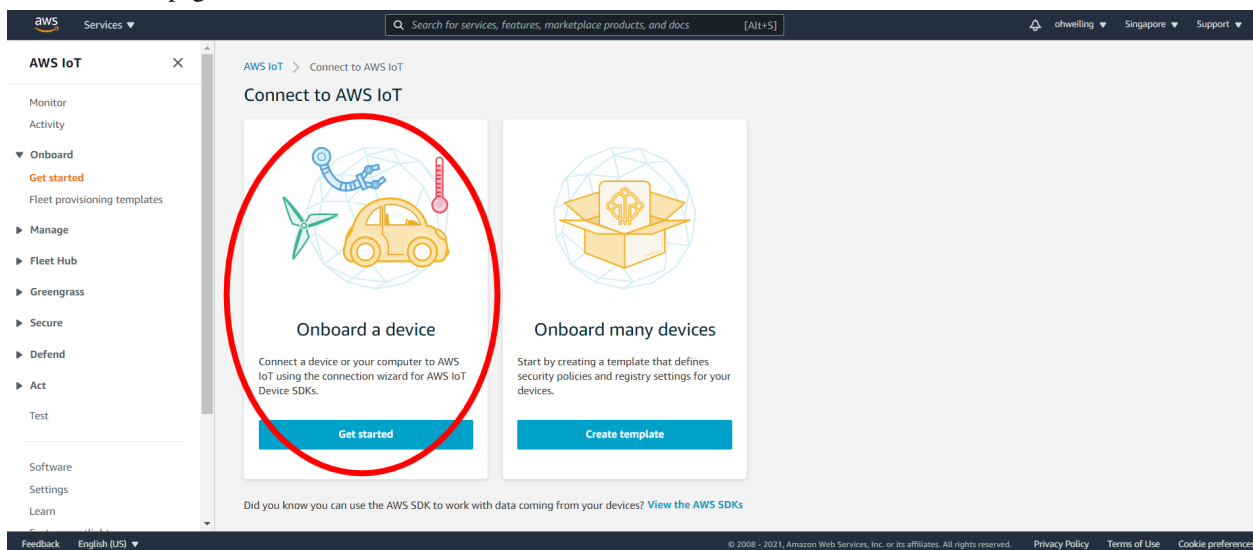 aws
Services ▼
Search for services, features, marketplace products, and docs
[Alt+S]
ohweiling ▼
Singapore ▼
Support ▼
AWS IoT
Monitor
Activity
Onboard
Get started
Fleet provisioning templates
Manage
Fleet Hub
Greengrass
Secure
Defend
Act
Test
Software
Settings
Learn
AWS IoT > Connect to AWS IoT
Connect to AWS IoT
Onboard a device
Connect a device or your computer to AWS
IoT using the connection wizard for AWS IoT
Device SDKs.
Get started
Onboard many devices
Start by creating a template that defines
security policies and registry settings for your
devices.
Create template
Did you know you can use the AWS SDK to work with data coming from your devices? View the AWS SDKs
Feedback
English (US) ▼
© 2008 - 2021, Amazon Web Services, Inc. or its affiliates. All rights reserved.
Privacy Policy
Terms of Use
Cookie preferences